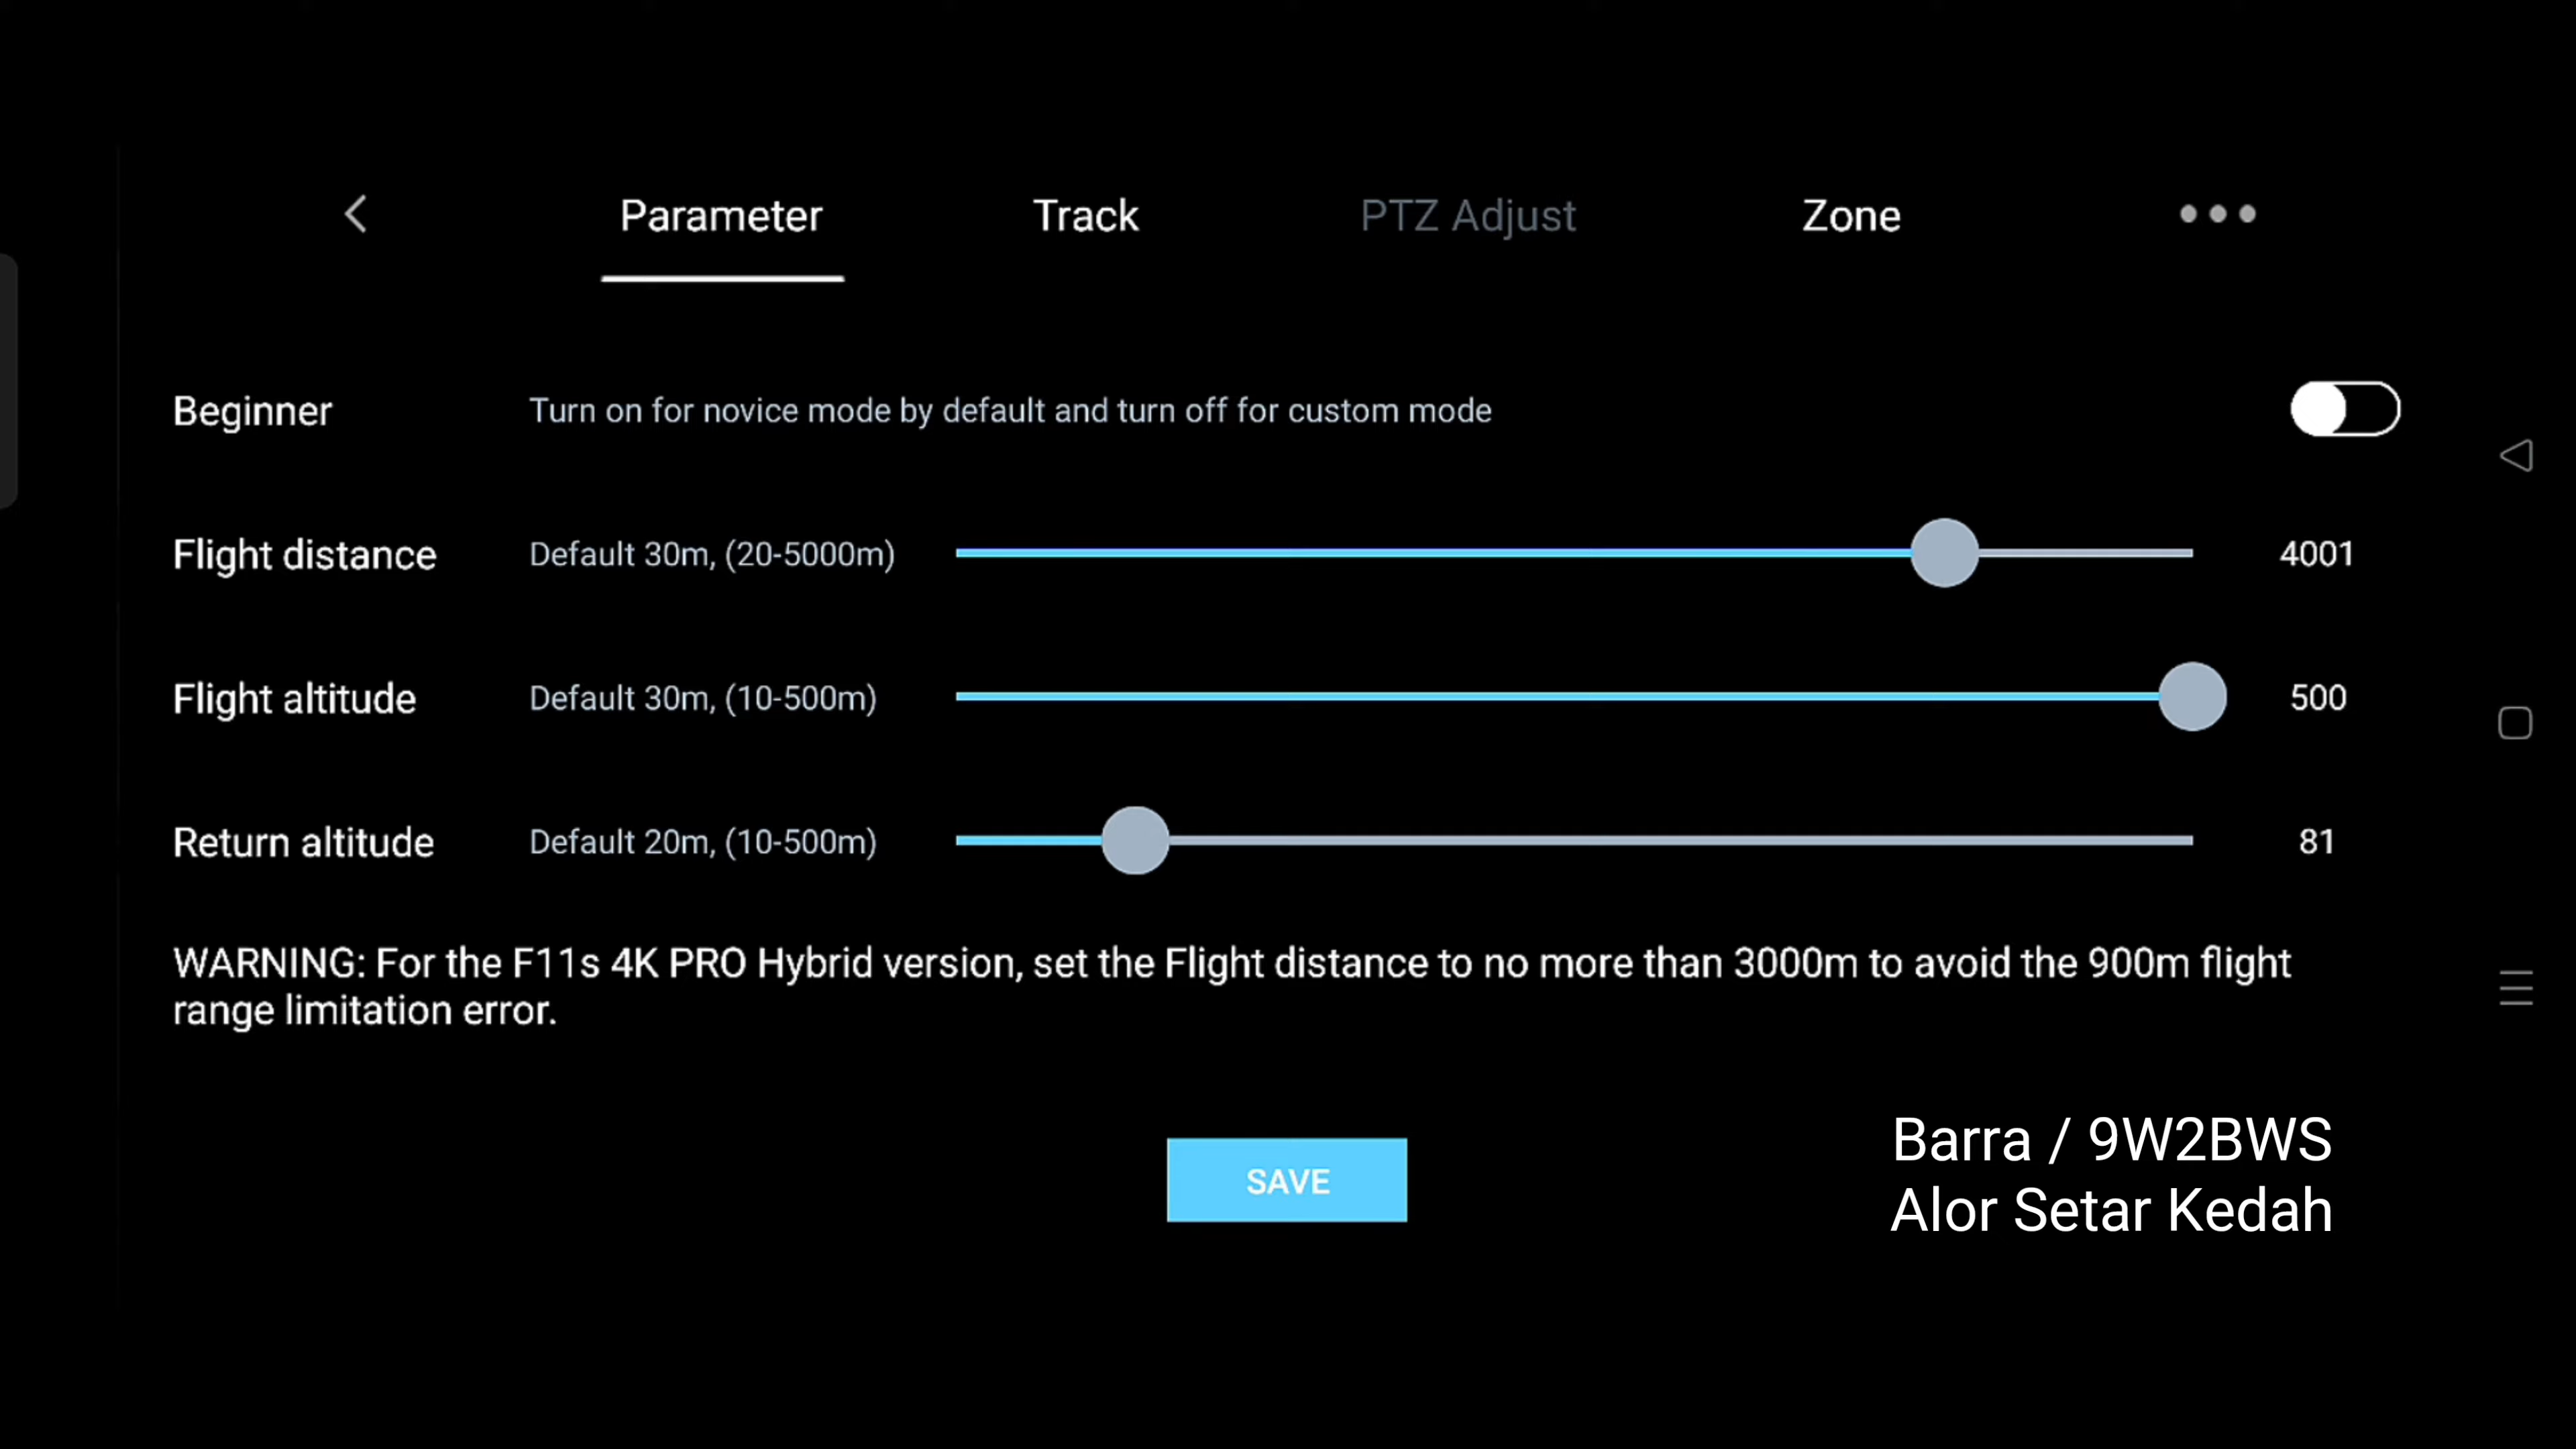 Parameter Track PTZ Adjust Zone
Beginner Turn on for novice mode by default and turn off for custom mode
Flight distance Default 30m, (20-5000m) 4001
Flight altitude Default 30m, (10-500m) 500
Return altitude Default 20m, (10-500m) 81
WARNING: For the F11s 4K PRO Hybrid version, set the Flight distance to no more than 3000m to avoid the 900m flight
range limitation error.
SAVE
Barra / 9W2BWS
Alor Setar Kedah